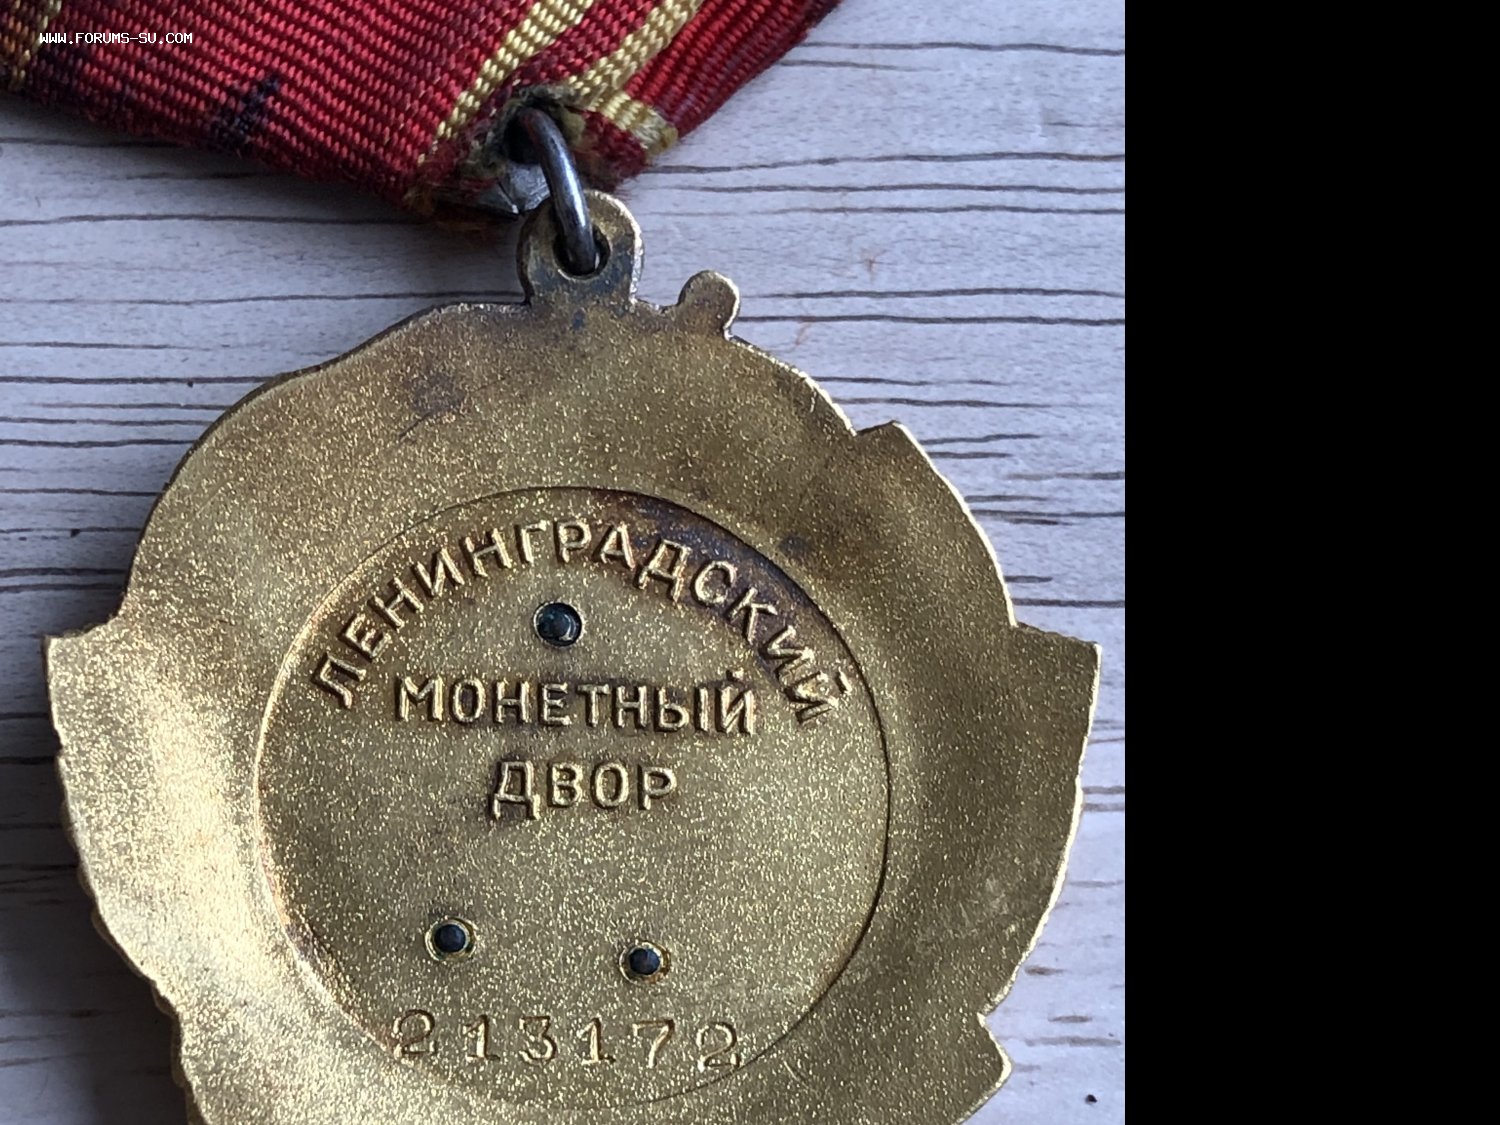 WWW.FORUMS-SU.COM
ЛЕНИНГРАДСКИЙ
МОНЕТНЫЙ
ДВОР
213172